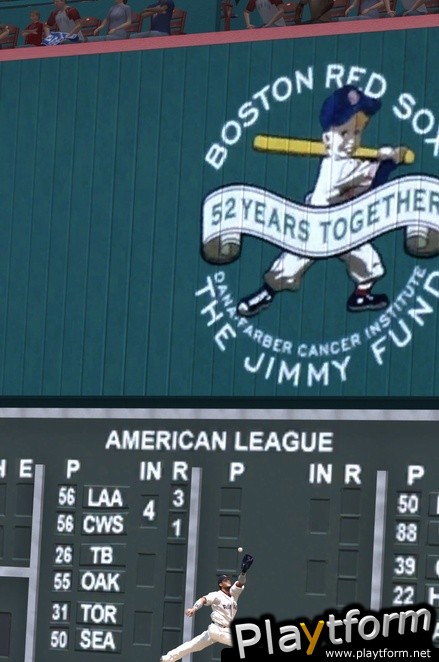 BOSTON RED SOX
52 YEARS TOGETHER
DANA-FARBER CANCER INSTITUTE
THE JIMMY FUND
AMERICAN LEAGUE
H E P IN R P IN R P
56 LAA 3 50
56 CWS 4 1 88
26 TB 39
55 OAK 22 H
31 TOR
50 SEA
Playtform
www.playtform.net